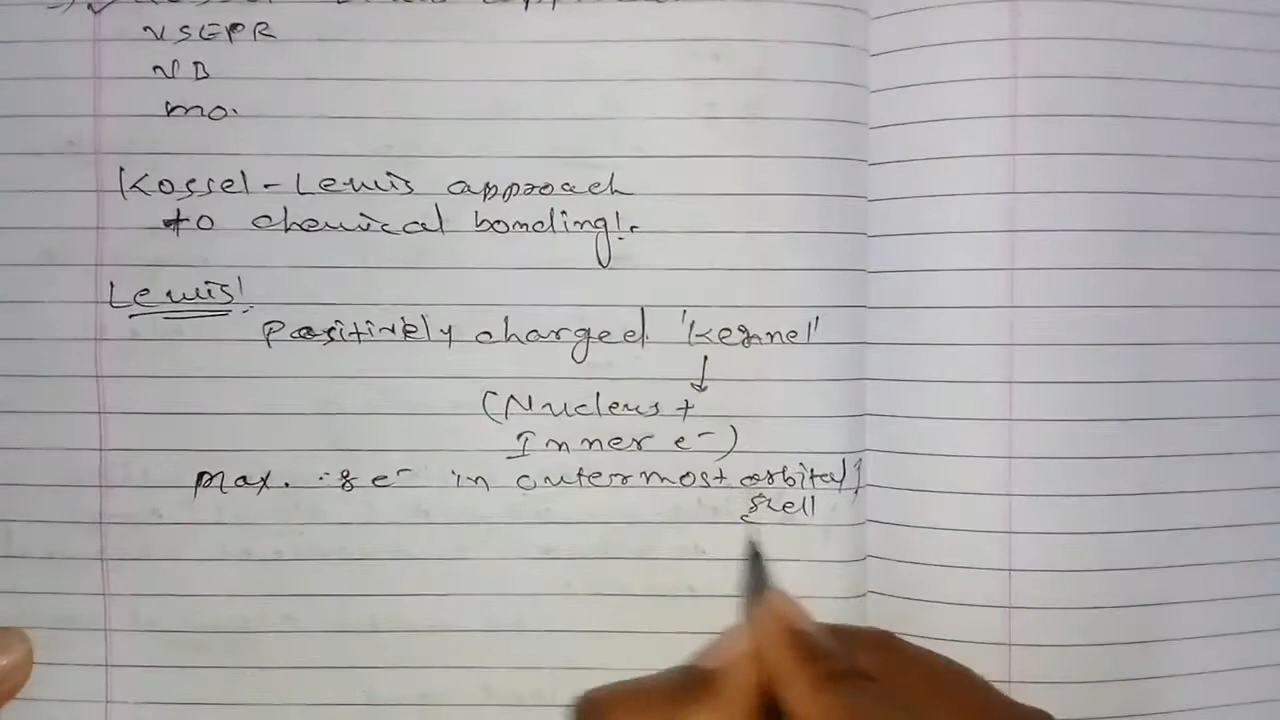 VSEPR
VB
mo.
Kossel-Lewis approach
to chemical bonding:-
Lewis:
Positively charged 'kernel'
↓
(Nucleus +
Inner e-)
max. 8 e- in outermost orbital/
shell